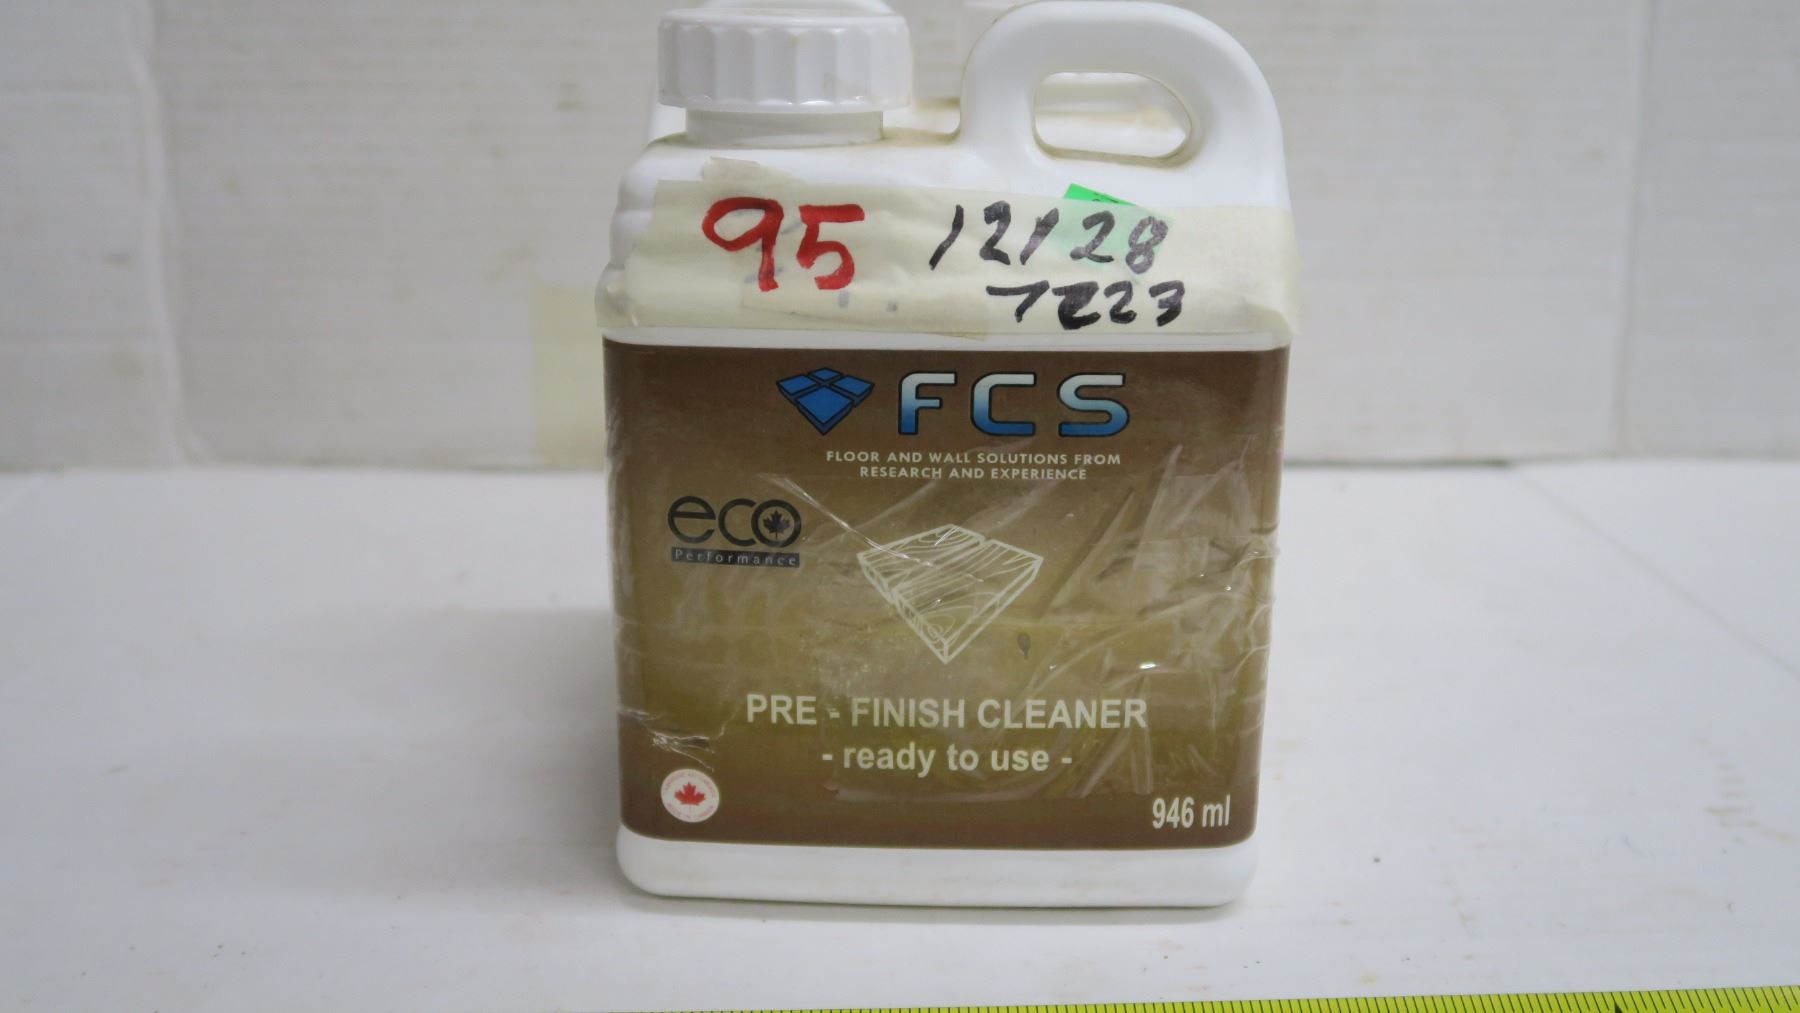 95 12/28
7223
FCS
FLOOR AND WALL SOLUTIONS FROM
RESEARCH AND EXPERIENCE
eco
Performance
PRE - FINISH CLEANER
- ready to use -
946 ml